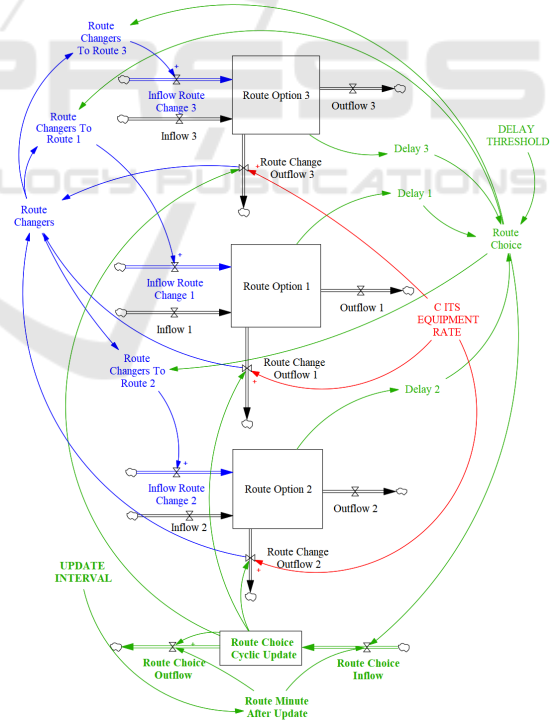 Route
Changers
To Route 3
Inflow Route
Change 3
Route Option 3
Outflow 3
Inflow 3
Route
Changers To
Route 1
DELAY
THRESHOLD
Delay 3
Route Change
Outflow 3
Delay 1
Route
Changers
Route
Choice
Inflow Route
Change 1
Route Option 1
Outflow 1
Inflow 1
C ITS
EQUIPMENT
RATE
Route
Changers To
Route 2
Route Change
Outflow 1
Delay 2
Inflow Route
Change 2
Route Option 2
Outflow 2
Inflow 2
Route Change
Outflow 2
UPDATE
INTERVAL
Route Choice
Cyclic Update
Route Choice
Outflow
Route Choice
Inflow
Route Minute
After Update